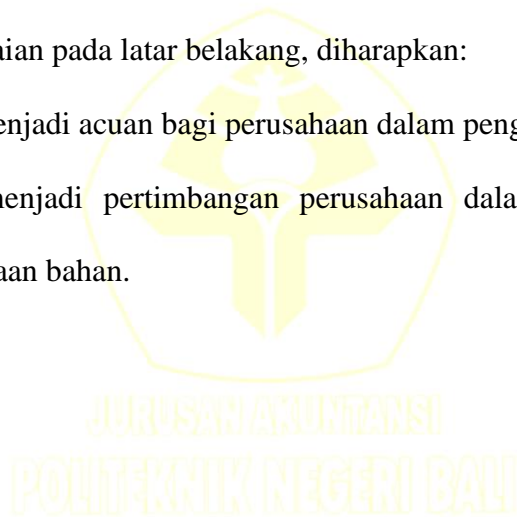 aian pada latar belakang, diharapkan:
enjadi acuan bagi perusahaan dalam peng
nenjadi pertimbangan perusahaan dala
aan bahan.
JURUSAN AKUNTANSI
POLITEKNIK NEGERI BALI